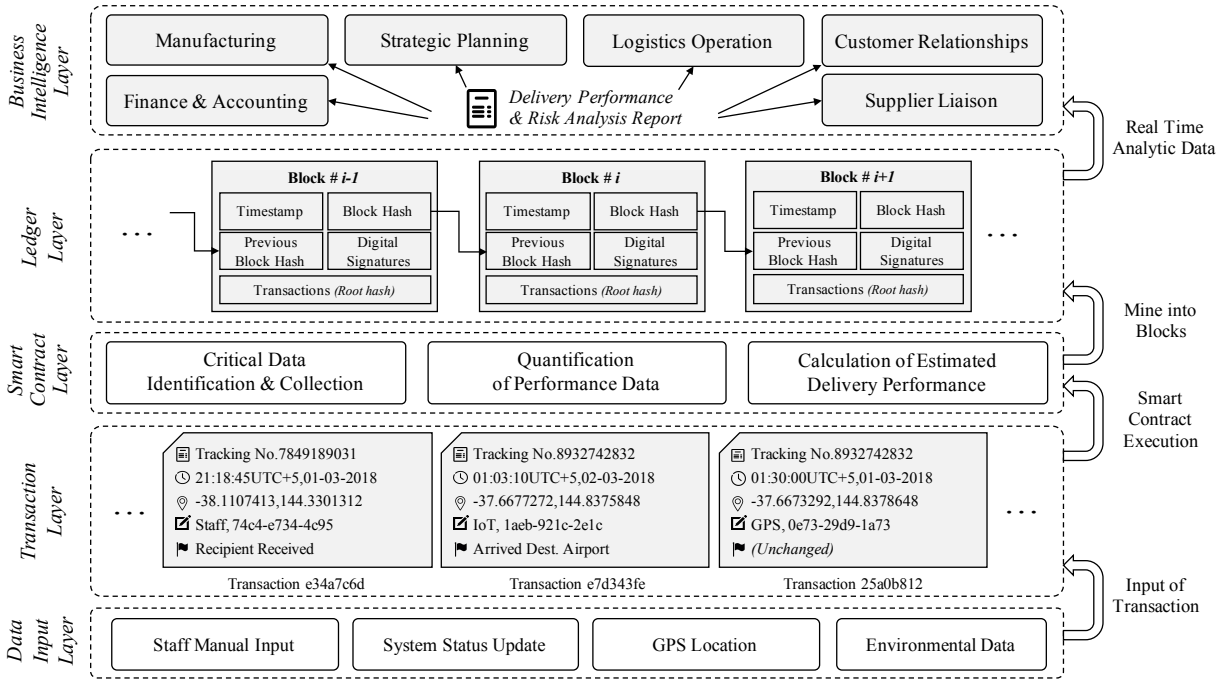 Business
Intelligence
Layer
Manufacturing
Strategic Planning
Logistics Operation
Customer Relationships
Finance & Accounting
Delivery Performance
& Risk Analysis Report
Supplier Liaison
Real Time
Analytic Data
Ledger
Layer
...
Block # i-1
Timestamp
Block Hash
Previous
Block Hash
Digital
Signatures
Transactions (Root hash)
Block # i
Timestamp
Block Hash
Previous
Block Hash
Digital
Signatures
Transactions (Root hash)
Block # i+1
Timestamp
Block Hash
Previous
Block Hash
Digital
Signatures
Transactions (Root hash)
...
Mine into
Blocks
Smart
Contract
Layer
Critical Data
Identification & Collection
Quantification
of Performance Data
Calculation of Estimated
Delivery Performance
Smart
Contract
Execution
Transaction
Layer
...
Tracking No.7849189031
21:18:45UTC+5,01-03-2018
-38.1107413,144.3301312
Staff, 74c4-e734-4c95
Recipient Received
Transaction e34a7c6d
Tracking No.8932742832
01:03:10UTC+5,02-03-2018
-37.6677272,144.8375848
IoT, 1aeb-921c-2e1c
Arrived Dest. Airport
Transaction e7d343fe
Tracking No.8932742832
01:30:00UTC+5,01-03-2018
-37.6673292,144.8378648
GPS, 0e73-29d9-1a73
(Unchanged)
Transaction 25a0b812
...
Input of
Transaction
Data
Input
Layer
Staff Manual Input
System Status Update
GPS Location
Environmental Data